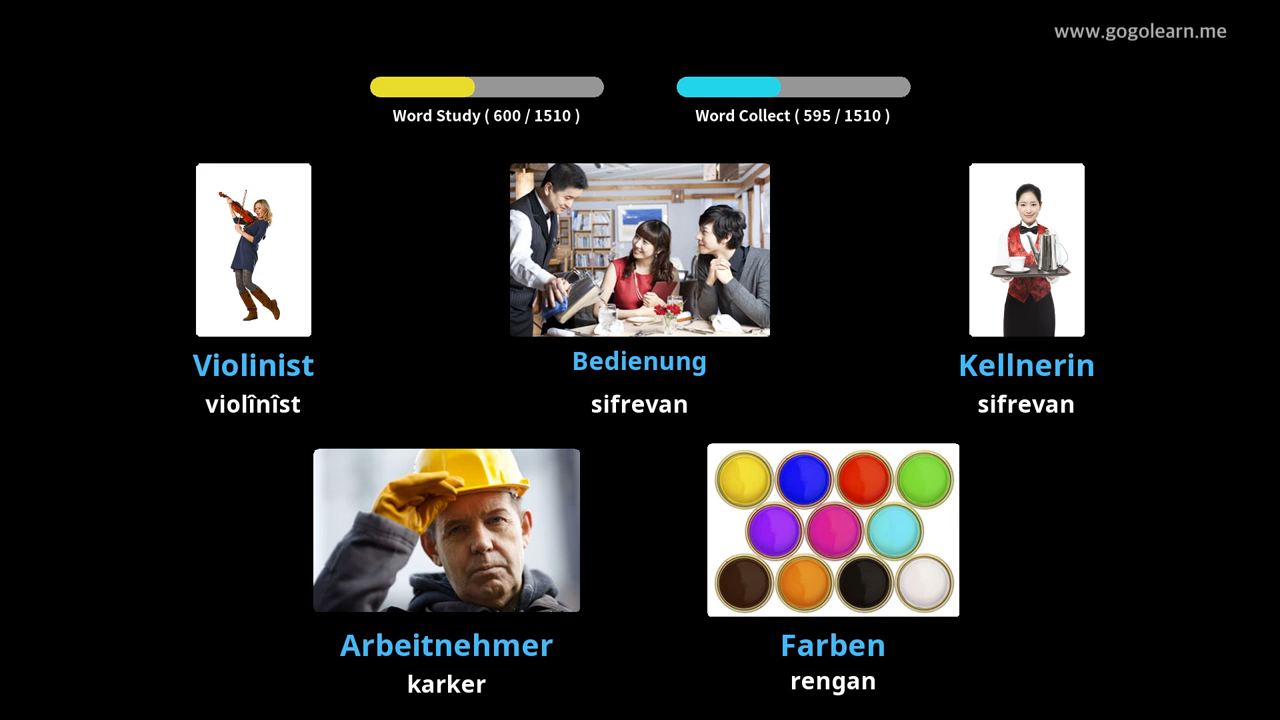 www.gogolearn.me
Word Study ( 600 / 1510 )
Word Collect ( 595 / 1510 )
Violinist
violînîst
Bedienung
sifrevan
Kellnerin
sifrevan
Arbeitnehmer
karker
Farben
rengan